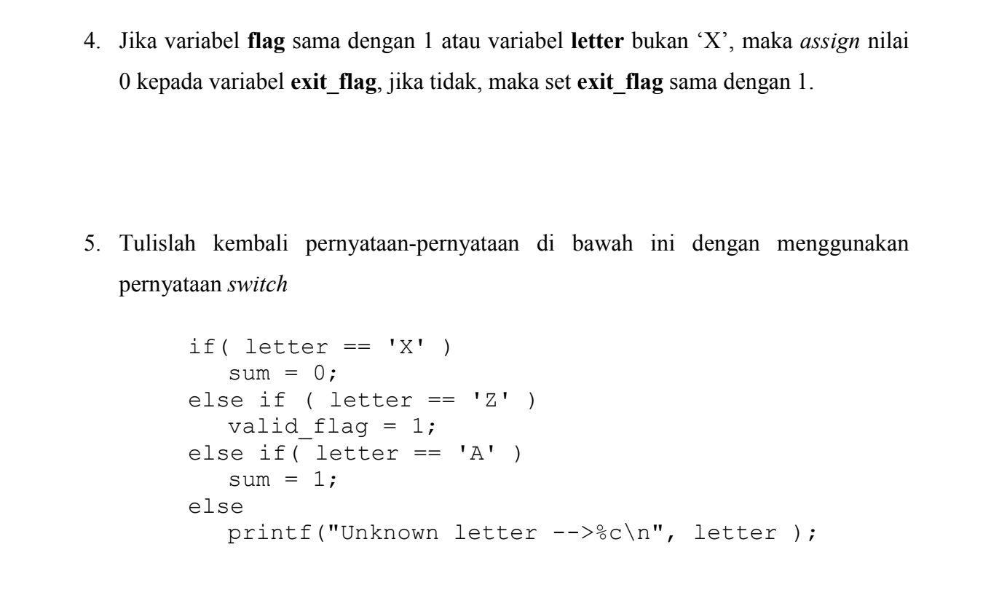 4. Jika variabel flag sama dengan 1 atau variabel letter bukan ‘X’, maka assign nilai
0 kepada variabel exit_flag, jika tidak, maka set exit_flag sama dengan 1.
5. Tulislah kembali pernyataan-pernyataan di bawah ini dengan menggunakan
pernyataan switch
if( letter == 'X' )
   sum = 0;
else if ( letter == 'Z' )
   valid_flag = 1;
else if( letter == 'A' )
   sum = 1;
else
   printf("Unknown letter -->%c\n", letter );